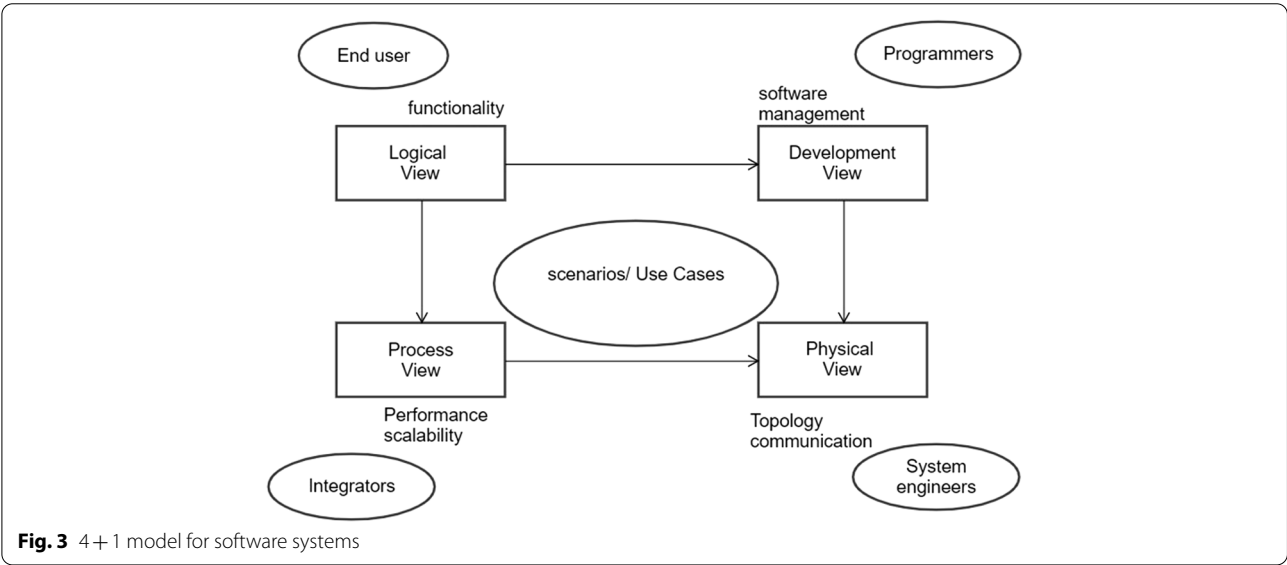 End user
Programmers
functionality
software
management
Logical
View
Development
View
scenarios/ Use Cases
Process
View
Physical
View
Performance
scalability
Topology
communication
Integrators
System
engineers
Fig. 3 4 + 1 model for software systems